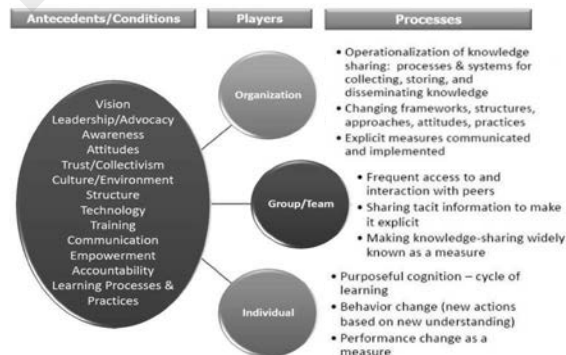 Antecedents/Conditions
Players
Processes
Vision
Leadership/Advocacy
Awareness
Attitudes
Trust/Collectivism
Culture/Environment
Structure
Technology
Training
Communication
Empowerment
Accountability
Learning Processes &
Practices
Organization
• Operationalization of knowledge
sharing: processes & systems for
collecting, storing, and
disseminating knowledge
• Changing frameworks, structures,
approaches, attitudes, practices
• Explicit measures communicated
and implemented
Group/Team
• Frequent access to and
interaction with peers
• Sharing tacit information to make
it explicit
• Making knowledge-sharing widely
known as a measure
Individual
• Purposeful cognition – cycle of
learning
• Behavior change (new actions
based on new understanding)
• Performance change as a
measure